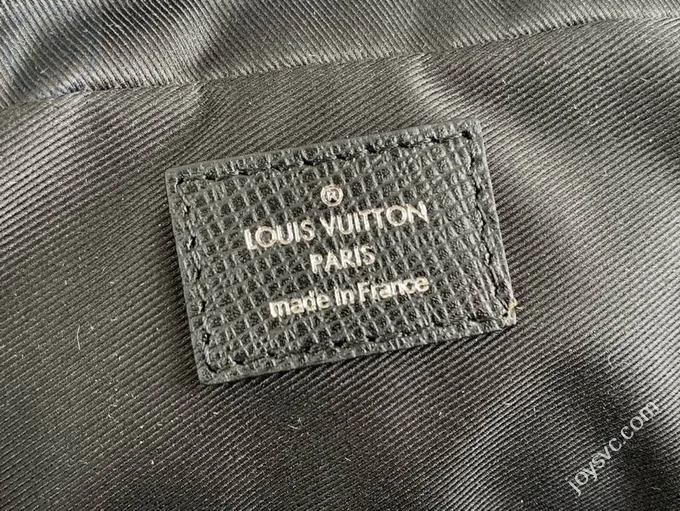 ®
LOUIS VUITTON
PARIS
made in France
joysvc.com